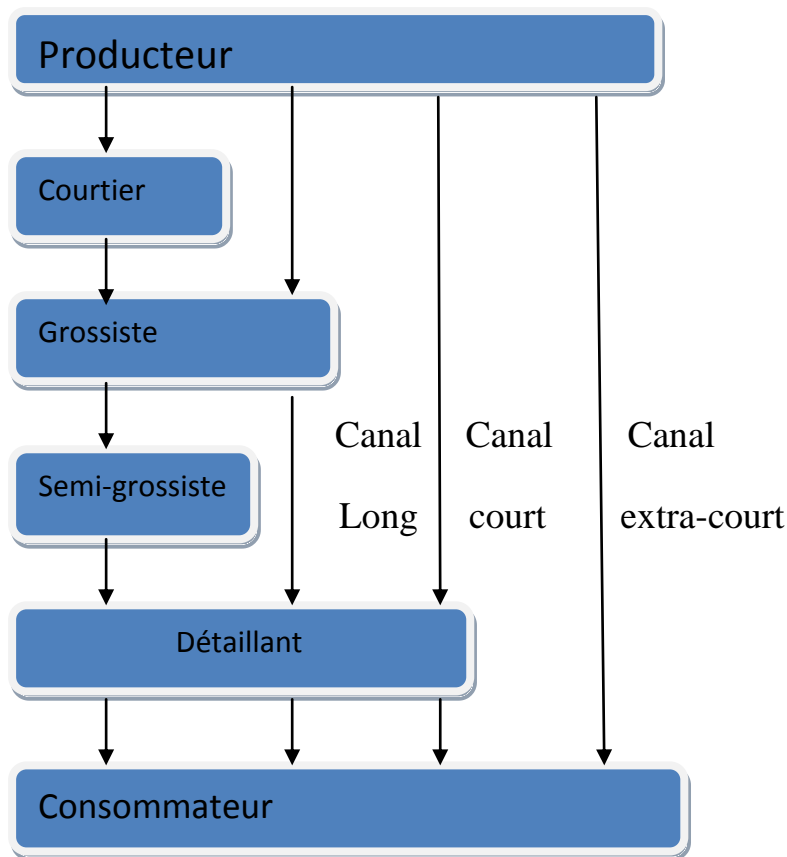 Producteur
Courtier
Grossiste
Canal Canal Canal
Semi-grossiste
Long court extra-court
Détaillant
Consommateur